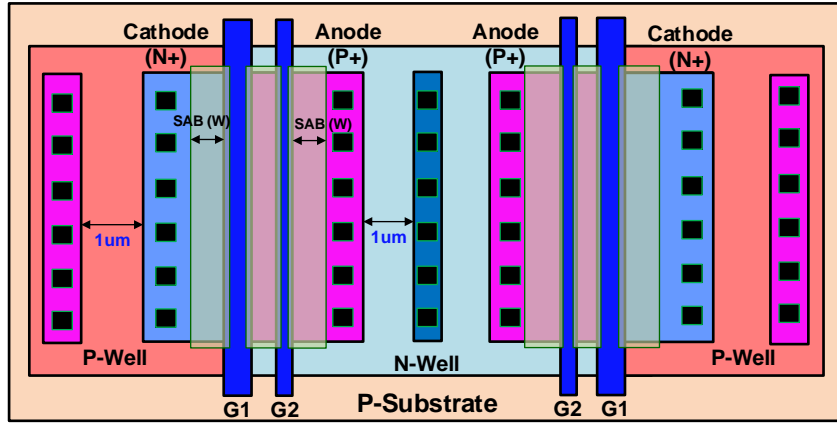 Cathode
(N+)
Anode
(P+)
Anode
(P+)
Cathode
(N+)
SAB (W)
SAB (W)
1um
1um
P-Well
N-Well
P-Well
G1
G2
P-Substrate
G2
G1